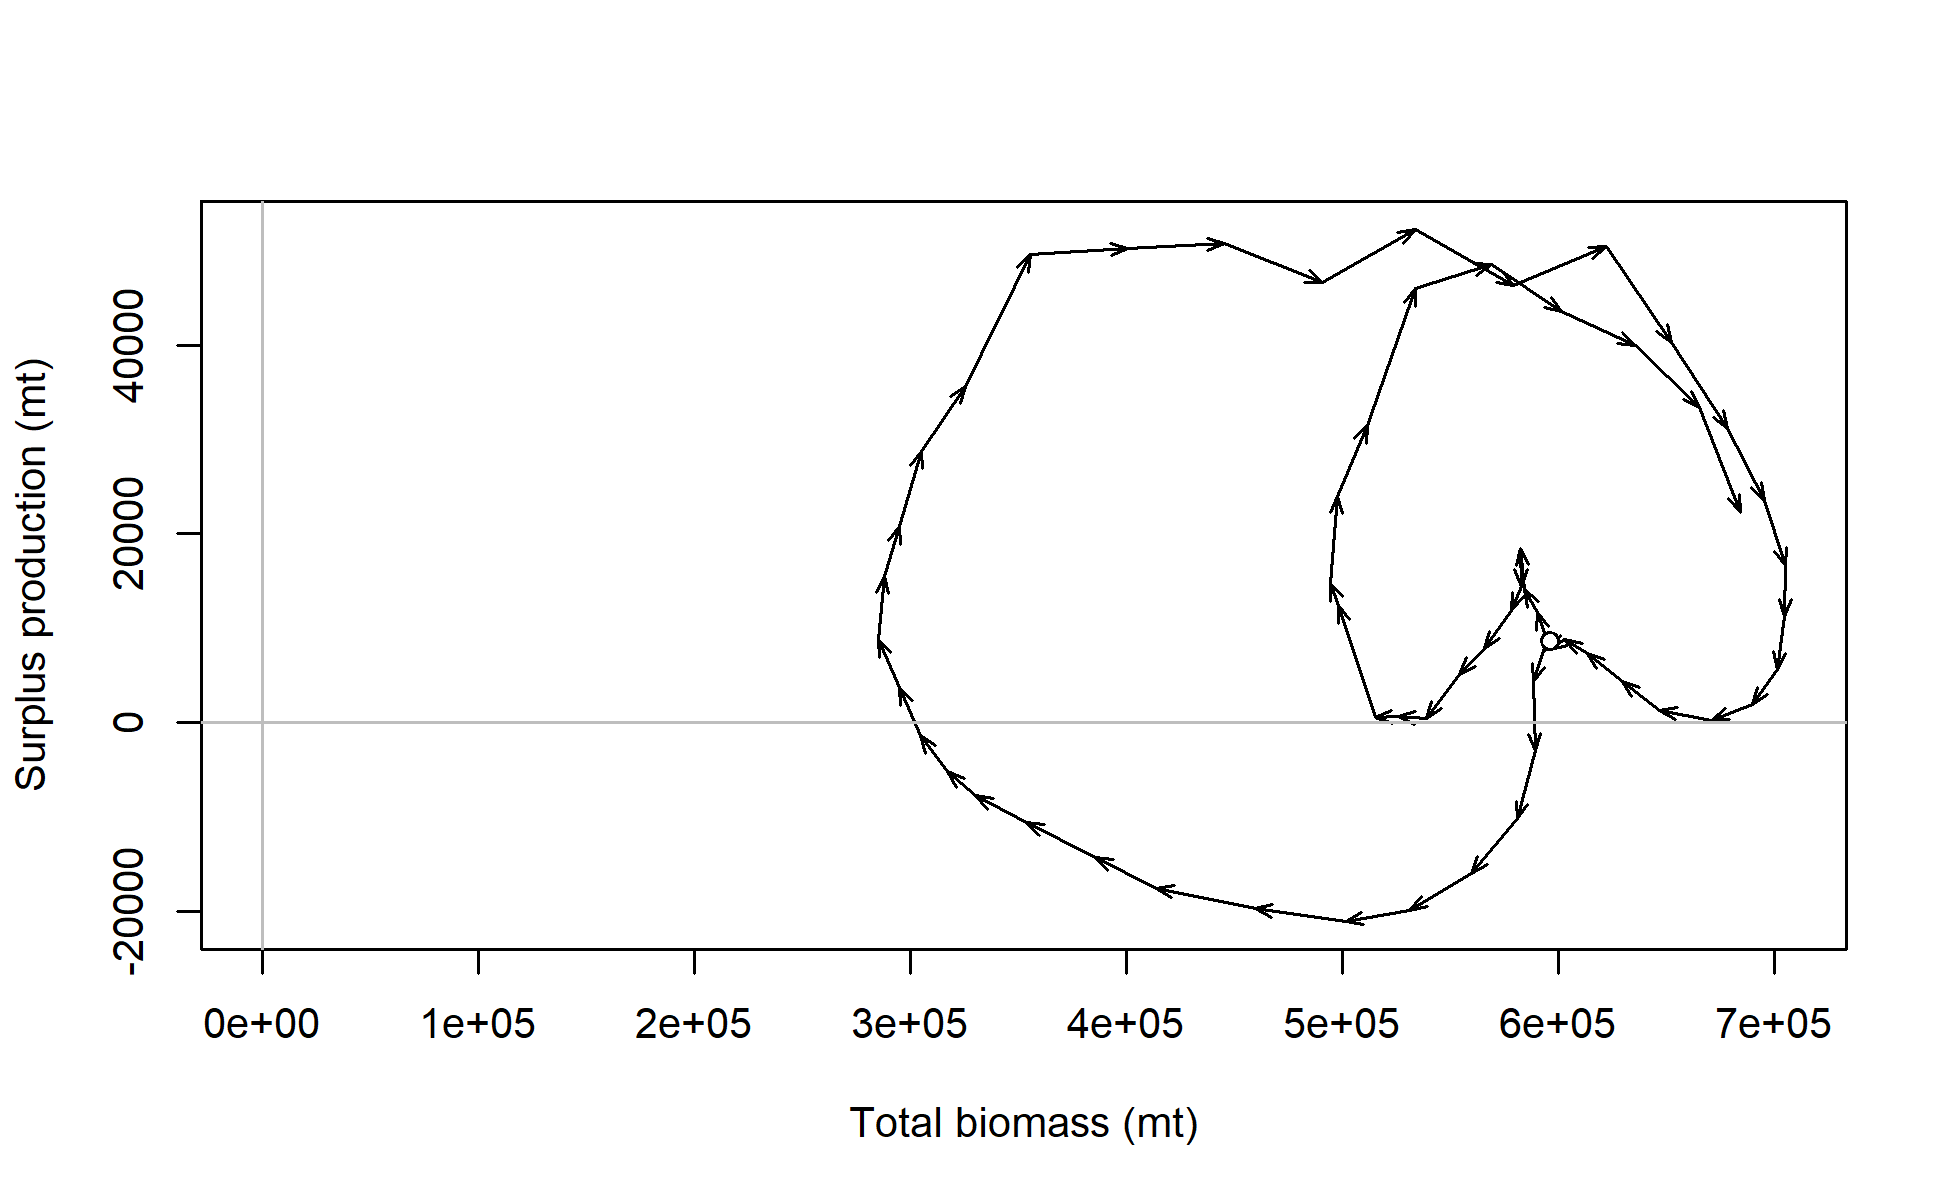 Surplus production (mt)
40000
20000
0
-20000
0e+00 1e+05 2e+05 3e+05 4e+05 5e+05 6e+05 7e+05
Total biomass (mt)